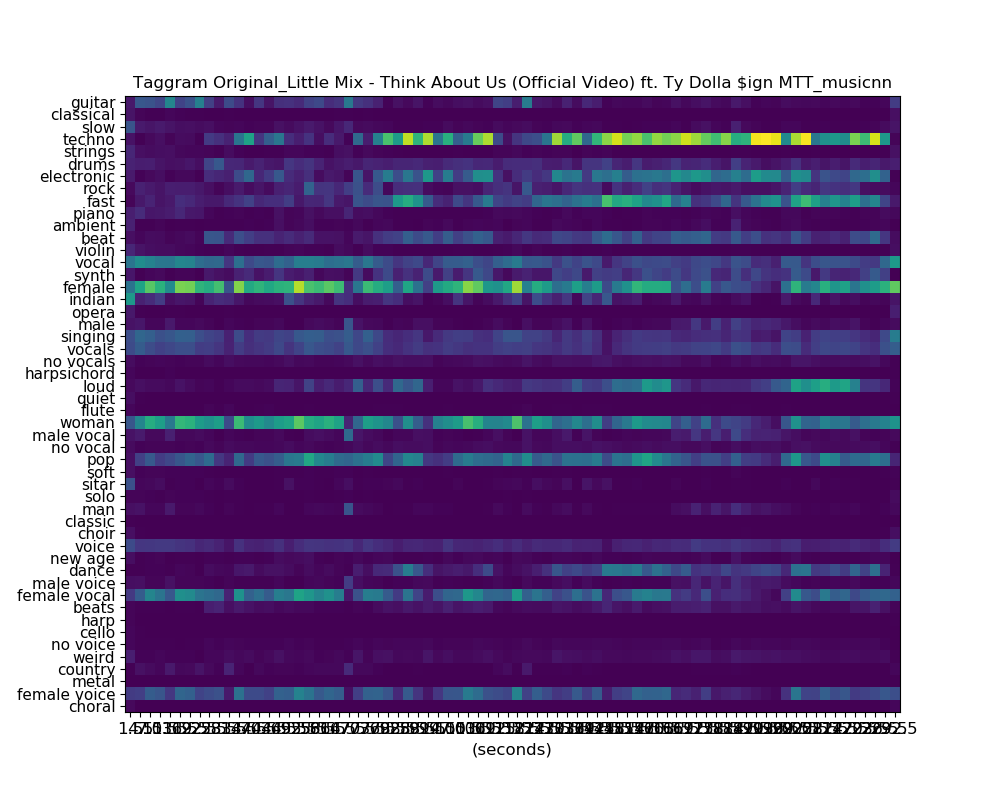 Taggram Original_Little Mix - Think About Us (Official Video) ft. Ty Dolla $ign MTT_musicnn
guitar
classical
slow
techno
strings
drums
electronic
rock
fast
piano
ambient
beat
violin
vocal
synth
female
indian
opera
male
singing
vocals
no vocals
harpsichord
loud
quiet
flute
woman
male vocal
no vocal
pop
soft
sitar
solo
man
classic
choir
voice
new age
dance
male voice
female vocal
beats
harp
cello
no voice
weird
country
metal
female voice
choral
(seconds)